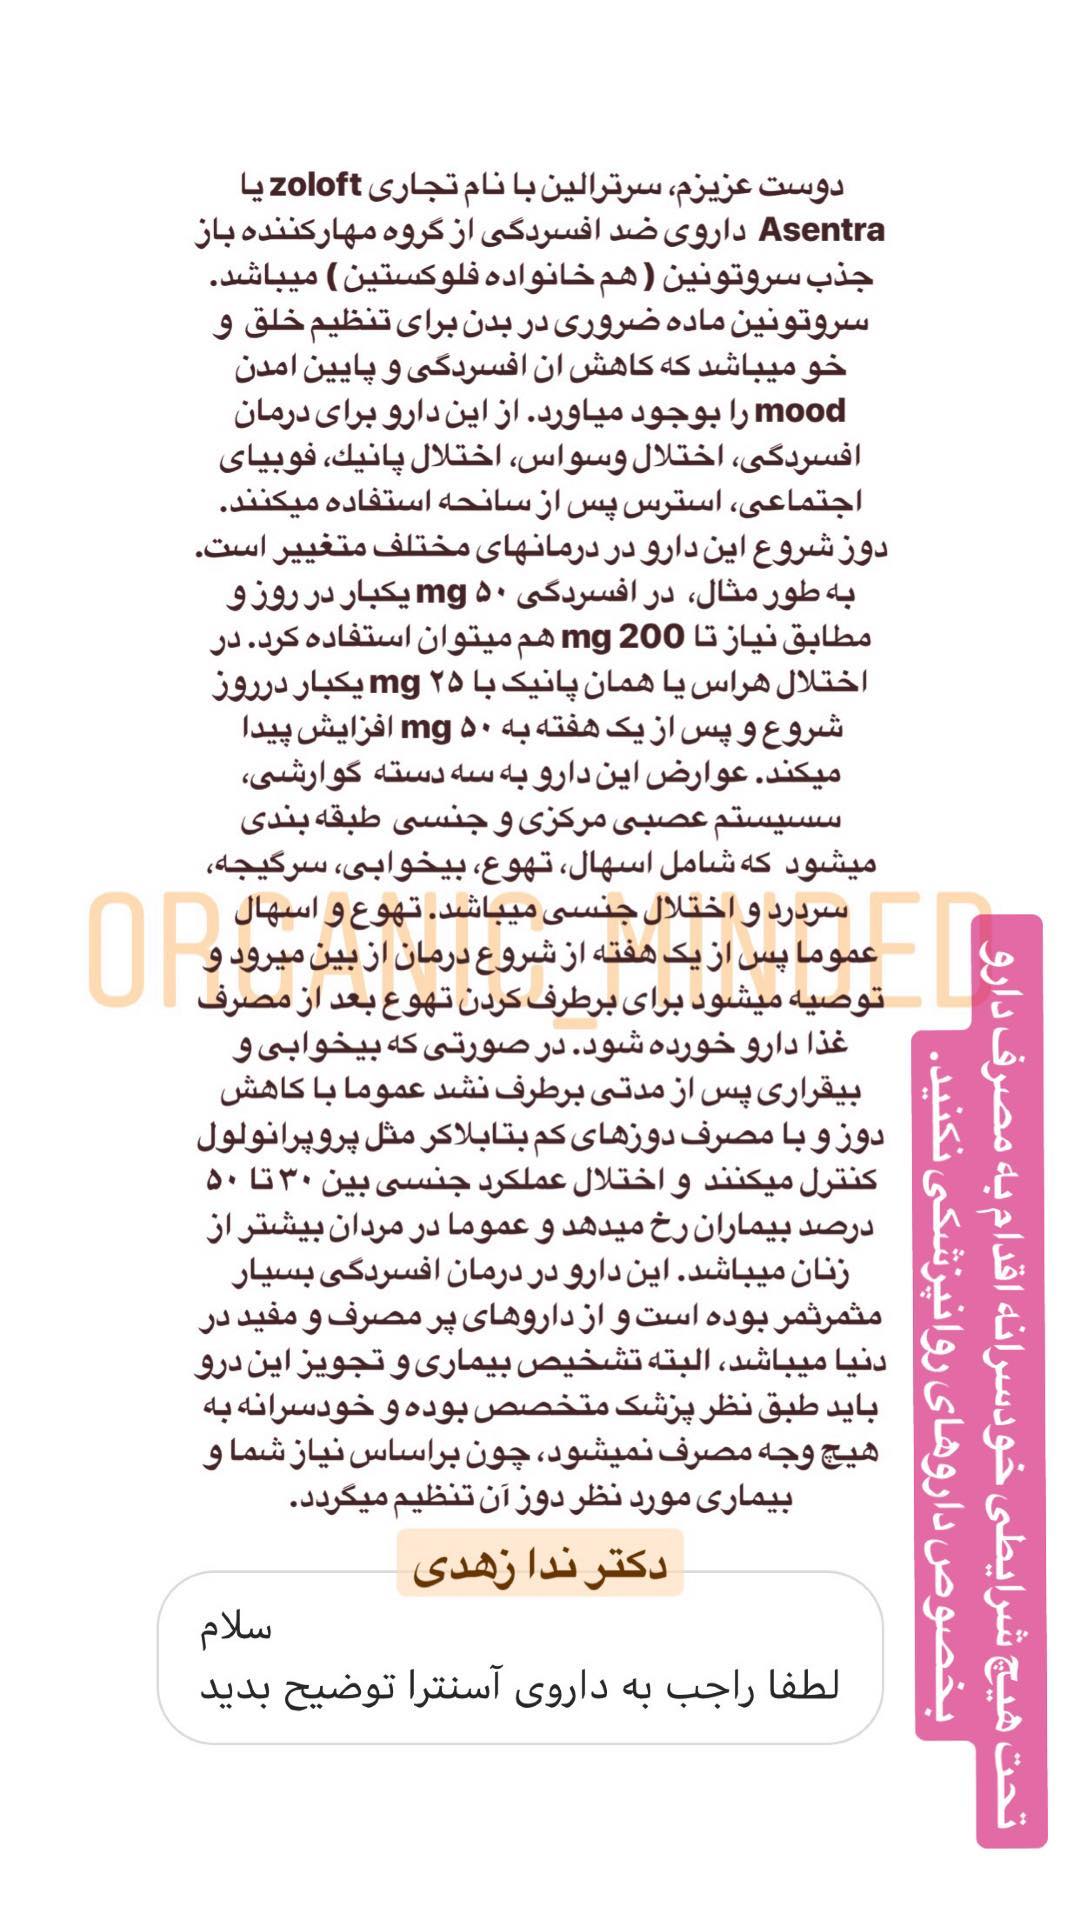 دوست عزیزم، سرترالین با نام تجاری zoloft یا
Asentra داروی ضد افسردگی از گروه مهارکننده باز
جذب سروتونین ( هم خانواده فلوکستین ) میباشد.
سروتونین ماده ضروری در بدن برای تنظیم خلق و
خو میباشد که کاهش ان افسردگی و پایین امدن
mood را بوجود میاورد. از این دارو برای درمان
افسردگی، اختلال وسواس، اختلال پانیك، فوبیای
اجتماعی، استرس پس از سانحه استفاده میکنند.
دوز شروع این دارو در درمانهای مختلف متغییر است.
به طور مثال، در افسردگی ۵۰ mg یکبار در روز و
مطابق نیاز تا 200 mg هم میتوان استفاده کرد. در
اختلال هراس یا همان پانیک با ۲۵ mg یکبار درروز
شروع و پس از یک هفته به ۵۰ mg افزایش پیدا
میکند. عوارض این دارو به سه دسته گوارشی،
سسیستم عصبی مرکزی و جنسی طبقه بندی
میشود که شامل اسهال، تهوع، بیخوابی، سرگیجه،
سردرد و اختلال جنسی میباشد. تهوع و اسهال
عموما پس از یک هفته از شروع درمان از بین میرود و
توصیه میشود برای برطرف کردن تهوع بعد از مصرف
غذا دارو خورده شود. در صورتی که بیخوابی و
بیقراری پس از مدتی برطرف نشد عموما با کاهش
دوز و با مصرف دوزهای کم بتابلاکر مثل پروپرانولول
کنترل میکنند و اختلال عملکرد جنسی بین ۳۰ تا ۵۰
درصد بیماران رخ میدهد و عموما در مردان بیشتر از
زنان میباشد. این دارو در درمان افسردگی بسیار
مثمرثمر بوده است و از داروهای پر مصرف و مفید در
دنیا میباشد، البته تشخیص بیماری و تجویز این درو
باید طبق نظر پزشک متخصص بوده و خودسرانه به
هیچ وجه مصرف نمیشود، چون براساس نیاز شما و
بیماری مورد نظر دوز آن تنظیم میگردد.
ORGANIC_MINDED
دکتر ندا زهدی
سلام
لطفا راجب به داروی آسنترا توضیح بدید
تحت هیچ شرایطی خودسرانه اقدام به مصرف دارو
بخصوص داروهای روانپزشکی نکنید.